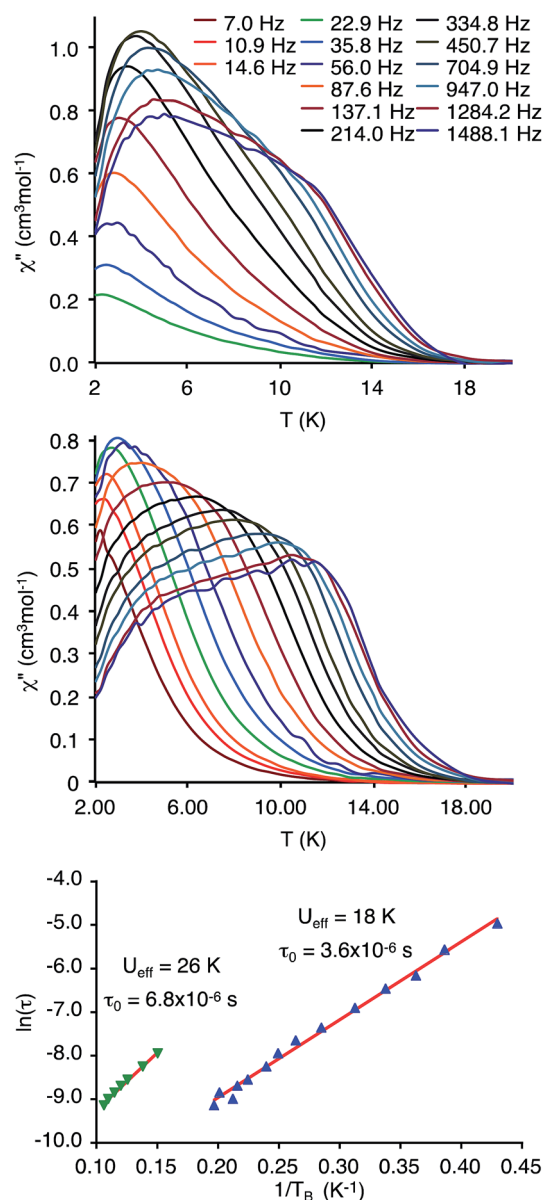 7.0 Hz 22.9 Hz 334.8 Hz
10.9 Hz 35.8 Hz 450.7 Hz
14.6 Hz 56.0 Hz 704.9 Hz
87.6 Hz 947.0 Hz
137.1 Hz 1284.2 Hz
214.0 Hz 1488.1 Hz
χ" (cm³mol⁻¹)
1.0
0.8
0.6
0.4
0.2
0.0
2 6 10 14 18
T (K)
χ" (cm³mol⁻¹)
0.8
0.7
0.6
0.5
0.4
0.3
0.2
0.1
0
2.00 6.00 10.00 14.00 18.00
T (K)
ln(τ)
-4.0
-5.0
-6.0
-7.0
-8.0
-9.0
-10.0
U_eff = 18 K
τ₀ = 3.6x10⁻⁶ s
U_eff = 26 K
τ₀ = 6.8x10⁻⁶ s
0.10 0.15 0.20 0.25 0.30 0.35 0.40 0.45
1/T_B (K⁻¹)